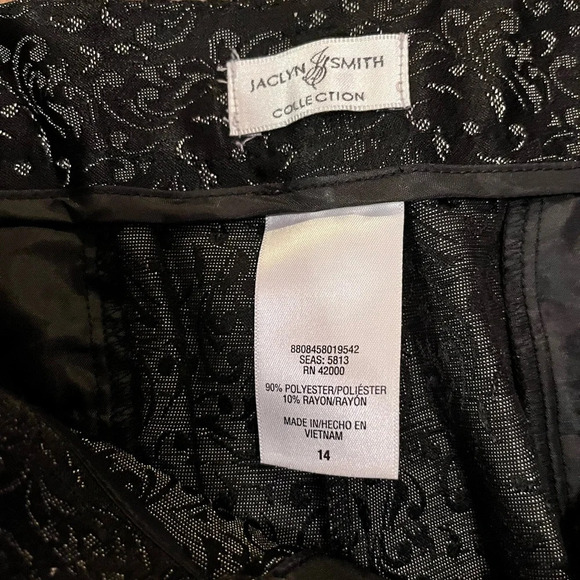 JACLYN SMITH
COLLECTION
8808458019542
SEAS: 5813
RN 42000
90% POLYESTER/POLIÉSTER
10% RAYON/RAYÓN
MADE IN/HECHO EN
VIETNAM
14